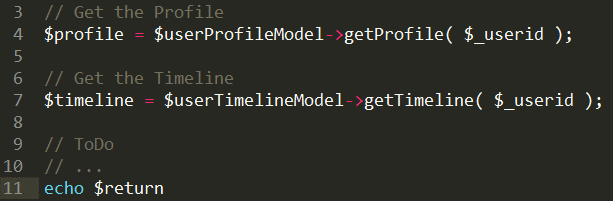 3 // Get the Profile
4 $profile = $userProfileModel->getProfile( $_userid );
5
6 // Get the Timeline
7 $timeline = $userTimelineModel->getTimeline( $_userid );
8
9 // ToDo
10 // ...
11 echo $return